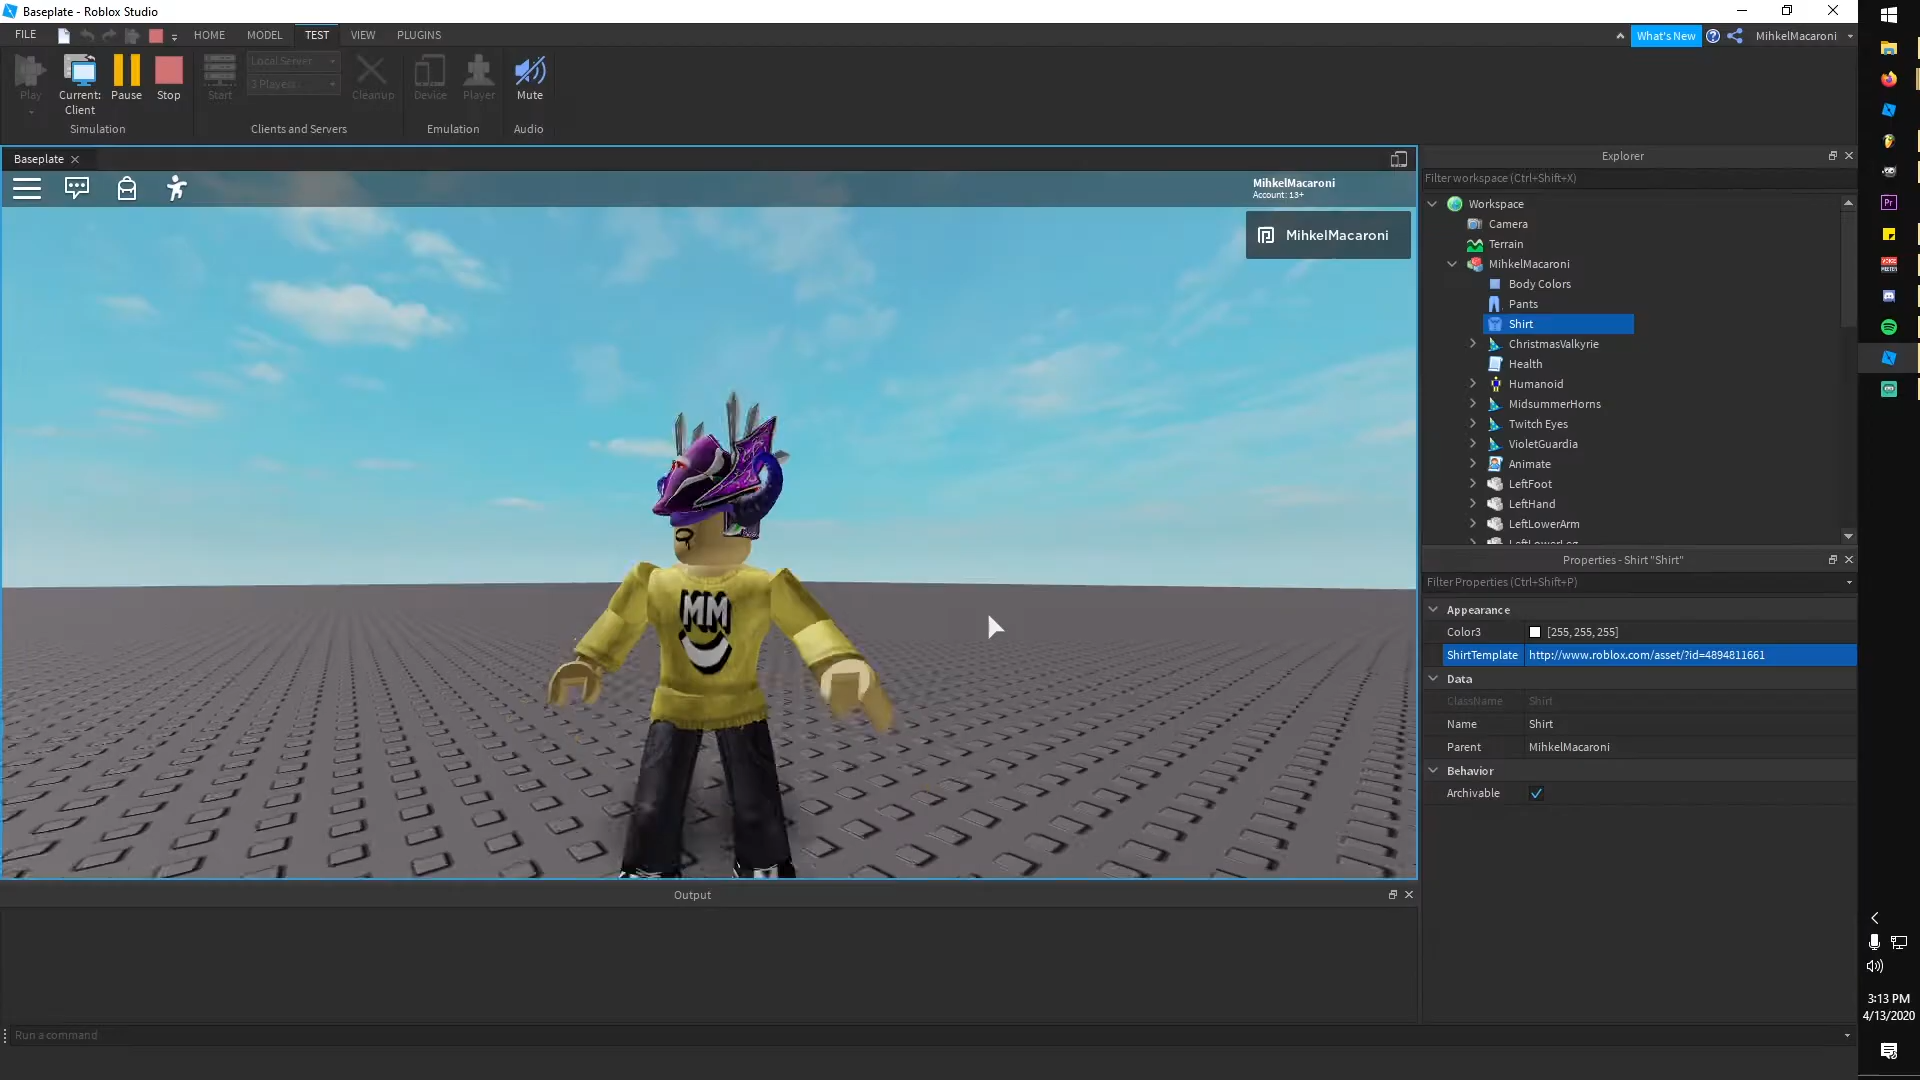 Baseplate - Roblox Studio
FILE
HOME
MODEL
TEST
VIEW
PLUGINS
What's New
MihkelMacaroni
Play
Current: Client
Pause
Stop
Simulation
Start
Local Server
3 Players
Cleanup
Clients and Servers
Device
Player
Emulation
Mute
Audio
Baseplate
MihkelMacaroni
Account: 13+
MihkelMacaroni
MM
Explorer
Filter workspace (Ctrl+Shift+X)
Workspace
Camera
Terrain
MihkelMacaroni
Body Colors
Pants
Shirt
ChristmasValkyrie
Health
Humanoid
MidsummerHorns
Twitch Eyes
VioletGuardia
Animate
LeftFoot
LeftHand
LeftLowerArm
LeftLowerLeg
Properties - Shirt "Shirt"
Filter Properties (Ctrl+Shift+P)
Appearance
Color3 [255, 255, 255]
ShirtTemplate http://www.roblox.com/asset/?id=4894811661
Data
ClassName Shirt
Name Shirt
Parent MihkelMacaroni
Behavior
Archivable
Output
Run a command
Pr
3:13 PM
4/13/2020